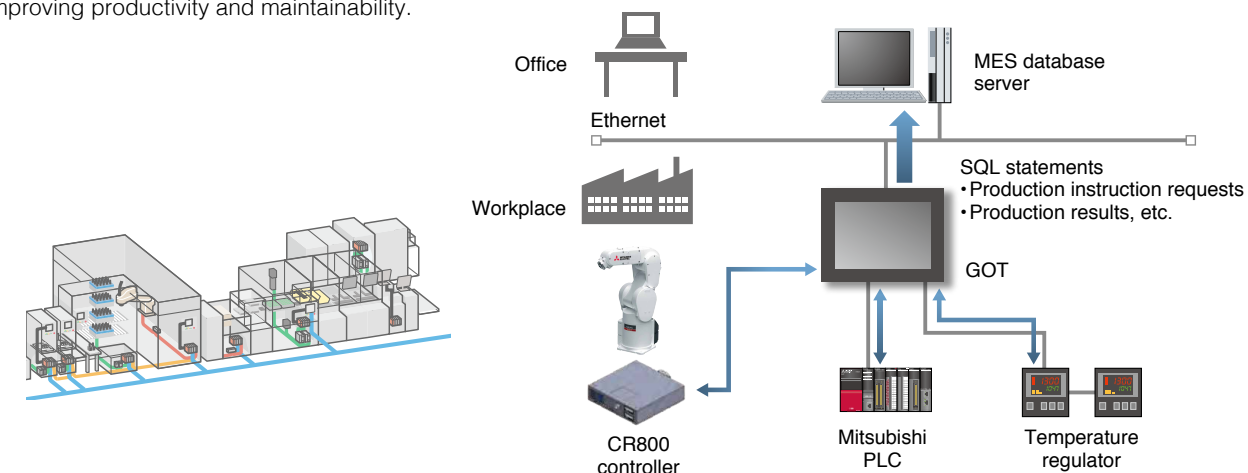 mproving productivity and maintainability.
Office
MES database
server
Ethernet
SQL statements
・Production instruction requests
・Production results, etc.
Workplace
GOT
CR800
controller
Mitsubishi
PLC
Temperature
regulator